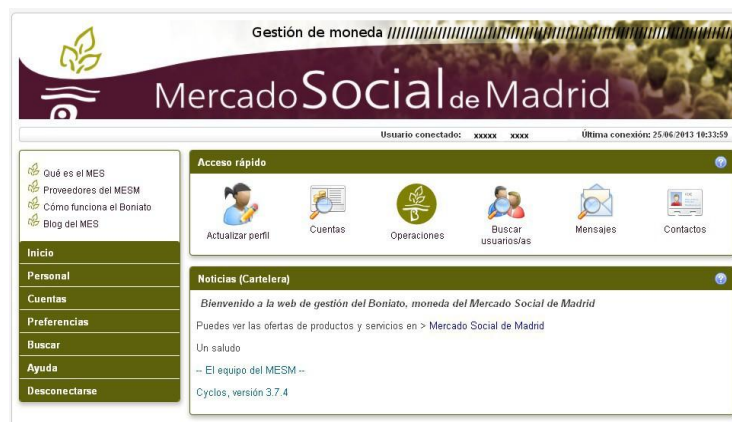 Gestión de moneda
Mercado Social de Madrid
Usuario conectado: xxxxx xxxx Última conexión: 25/06/2013 10:33:59
Qué es el MES
Proveedores del MESM
Cómo funciona el Boniato
Blog del MES
Inicio
Personal
Cuentas
Preferencias
Buscar
Ayuda
Desconectarse
Acceso rápido
Actualizar perfil
Cuentas
Operaciones
Buscar
usuarios/as
Mensajes
Contactos
Noticias (Cartelera)
Bienvenido a la web de gestión del Boniato, moneda del Mercado Social de Madrid
Puedes ver las ofertas de productos y servicios en > Mercado Social de Madrid
Un saludo
-- El equipo del MESM --
Cyclos, versión 3.7.4